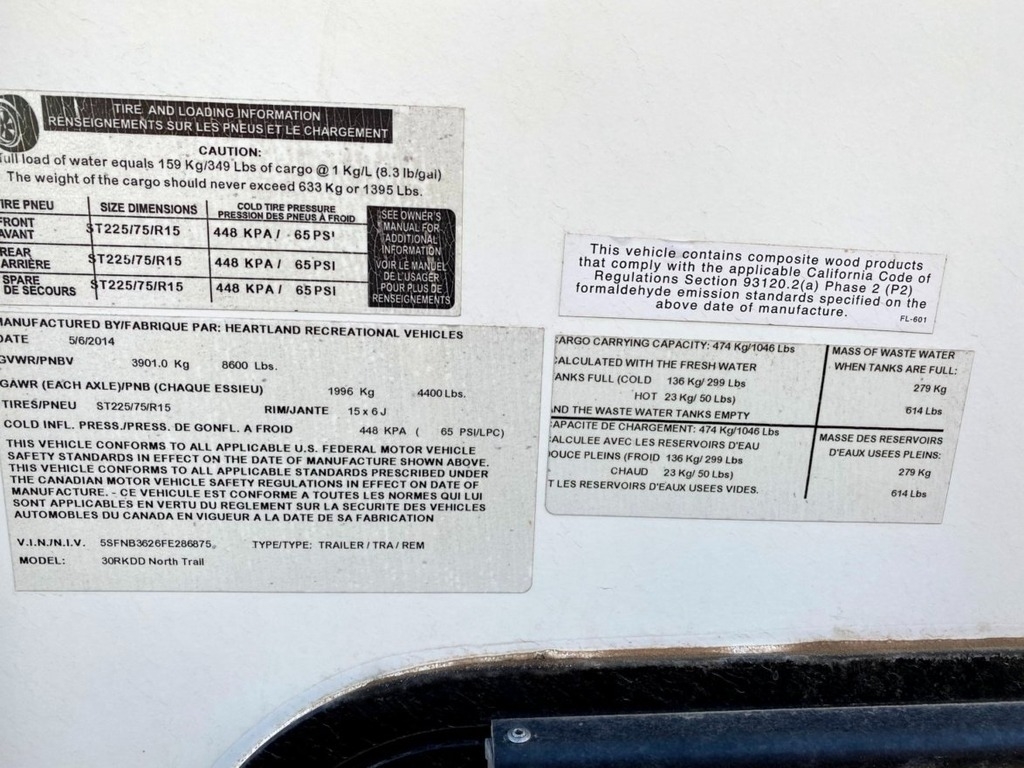 TIRE AND LOADING INFORMATION
RENSEIGNEMENTS SUR LES PNEUS ET LE CHARGEMENT
CAUTION:
full load of water equals 159 Kg/349 Lbs of cargo @ 1 Kg/L (8.3 lb/gal)
The weight of the cargo should never exceed 633 Kg or 1395 Lbs.
TIRE PNEU SIZE DIMENSIONS COLD TIRE PRESSURE
PRESSION DES PNEUS À FROID
FRONT
AVANT ST225/75/R15 448 KPA / 65 PSI
REAR
ARRIÈRE ST225/75/R15 448 KPA / 65 PSI
SPARE
DE SECOURS ST225/75/R15 448 KPA / 65 PSI
SEE OWNER'S
MANUAL FOR
ADDITIONAL
INFORMATION
VOIR LE MANUEL
DE L'USAGER
POUR PLUS DE
RENSEIGNEMENTS
MANUFACTURED BY/FABRIQUE PAR: HEARTLAND RECREATIONAL VEHICLES
DATE 5/6/2014
GVWR/PNBV 3901.0 Kg 8600 Lbs.
GAWR (EACH AXLE)/PNB (CHAQUE ESSIEU) 1996 Kg 4400 Lbs.
TIRES/PNEU ST225/75/R15 RIM/JANTE 15 x 6 J
COLD INFL. PRESS./PRESS. DE GONFL. A FROID 448 KPA ( 65 PSI/LPC)
THIS VEHICLE CONFORMS TO ALL APPLICABLE U.S. FEDERAL MOTOR VEHICLE
SAFETY STANDARDS IN EFFECT ON THE DATE OF MANUFACTURE SHOWN ABOVE.
THIS VEHICLE CONFORMS TO ALL APPLICABLE STANDARDS PRESCRIBED UNDER
THE CANADIAN MOTOR VEHICLE SAFETY REGULATIONS IN EFFECT ON DATE OF
MANUFACTURE. - CE VEHICULE EST CONFORME A TOUTES LES NORMES QUI LUI
SONT APPLICABLES EN VERTU DU REGLEMENT SUR LA SECURITE DES VEHICLES
AUTOMOBILES DU CANADA EN VIGUEUR A LA DATE DE SA FABRICATION
V.I.N./N.I.V. 5SFNB3626FE286875 TYPE/TYPE: TRAILER / TRA / REM
MODEL: 30RKDD North Trail
This vehicle contains composite wood products
that comply with the applicable California Code of
Regulations Section 93120.2(a) Phase 2 (P2)
formaldehyde emission standards specified on the
above date of manufacture.
FL-601
CARGO CARRYING CAPACITY: 474 Kg/1046 Lbs
CALCULATED WITH THE FRESH WATER
TANKS FULL (COLD 136 Kg/ 299 Lbs
HOT 23 Kg/ 50 Lbs)
AND THE WASTE WATER TANKS EMPTY
MASS OF WASTE WATER
WHEN TANKS ARE FULL:
279 Kg
614 Lbs
CAPACITE DE CHARGEMENT: 474 Kg/1046 Lbs
CALCULEE AVEC LES RESERVOIRS D'EAU
DOUCE PLEINS (FROID 136 Kg/ 299 Lbs
CHAUD 23 Kg/ 50 Lbs)
ET LES RESERVOIRS D'EAUX USEES VIDES.
MASSE DES RESERVOIRS
D'EAUX USEES PLEINS:
279 Kg
614 Lbs